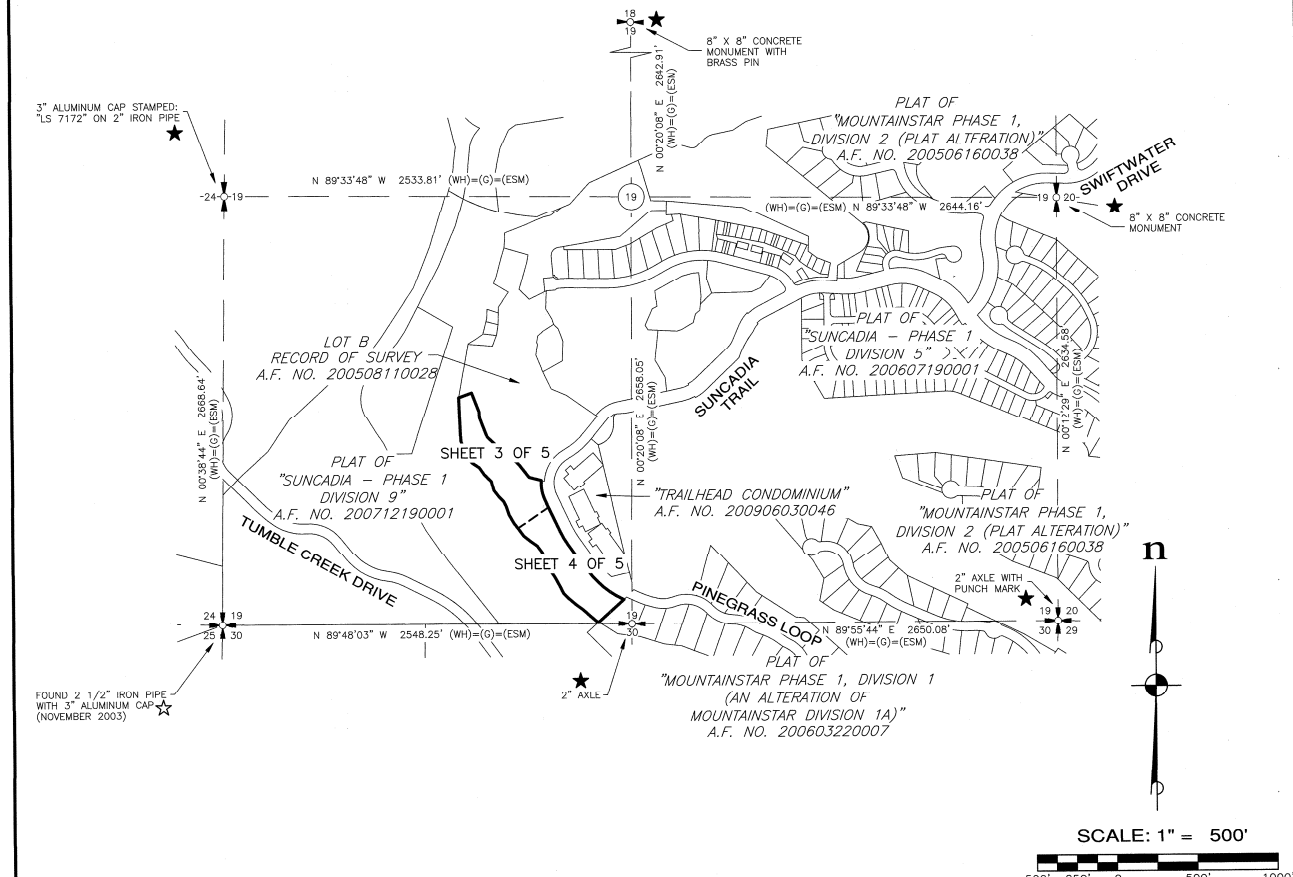 18
19
8" X 8" CONCRETE
MONUMENT WITH
BRASS PIN
N 00°20'08" E 2642.91'
(WH)=(G)=(ESM)
3" ALUMINUM CAP STAMPED:
"LS 7172" ON 2" IRON PIPE
PLAT OF
"MOUNTAINSTAR PHASE 1,
DIVISION 2 (PLAT ALTERATION)"
A.F. NO. 200506160038
SWIFTWATER
DRIVE
N 89°33'48" W 2533.81' (WH)=(G)=(ESM)
24 19
19
(WH)=(G)=(ESM) N 89°33'48" W 2644.16'
19 20
8" X 8" CONCRETE
MONUMENT
LOT B
RECORD OF SURVEY
A.F. NO. 200508110028
PLAT OF
"SUNCADIA – PHASE 1
DIVISION 5"
A.F. NO. 200607190001
SUNCADIA
TRAIL
N 00°38'44" E 2668.64'
(WH)=(G)=(ESM)
N 00°20'08" E 2658.05'
(WH)=(G)=(ESM)
E 2634.58
(WH)=(G)=(ESM)
SHEET 3 OF 5
PLAT OF
"SUNCADIA – PHASE 1
DIVISION 9"
A.F. NO. 200712190001
"TRAILHEAD CONDOMINIUM"
A.F. NO. 200906030046
PLAT OF
"MOUNTAINSTAR PHASE 1,
DIVISION 2 (PLAT ALTERATION)"
A.F. NO. 200506160038
TUMBLE CREEK DRIVE
SHEET 4 OF 5
n
2" AXLE WITH
PUNCH MARK
PINEGRASS LOOP
24 19
25 30
N 89°48'03" W 2548.25' (WH)=(G)=(ESM)
19
30
N 89°55'44" E 2650.08'
(WH)=(G)=(ESM)
19 20
30 29
PLAT OF
"MOUNTAINSTAR PHASE 1, DIVISION 1
(AN ALTERATION OF
MOUNTAINSTAR DIVISION 1A)"
A.F. NO. 200603220007
FOUND 2 1/2" IRON PIPE
WITH 3" ALUMINUM CAP
(NOVEMBER 2003)
2" AXLE
SCALE: 1" = 500'
500' 250' 0 500' 1000'